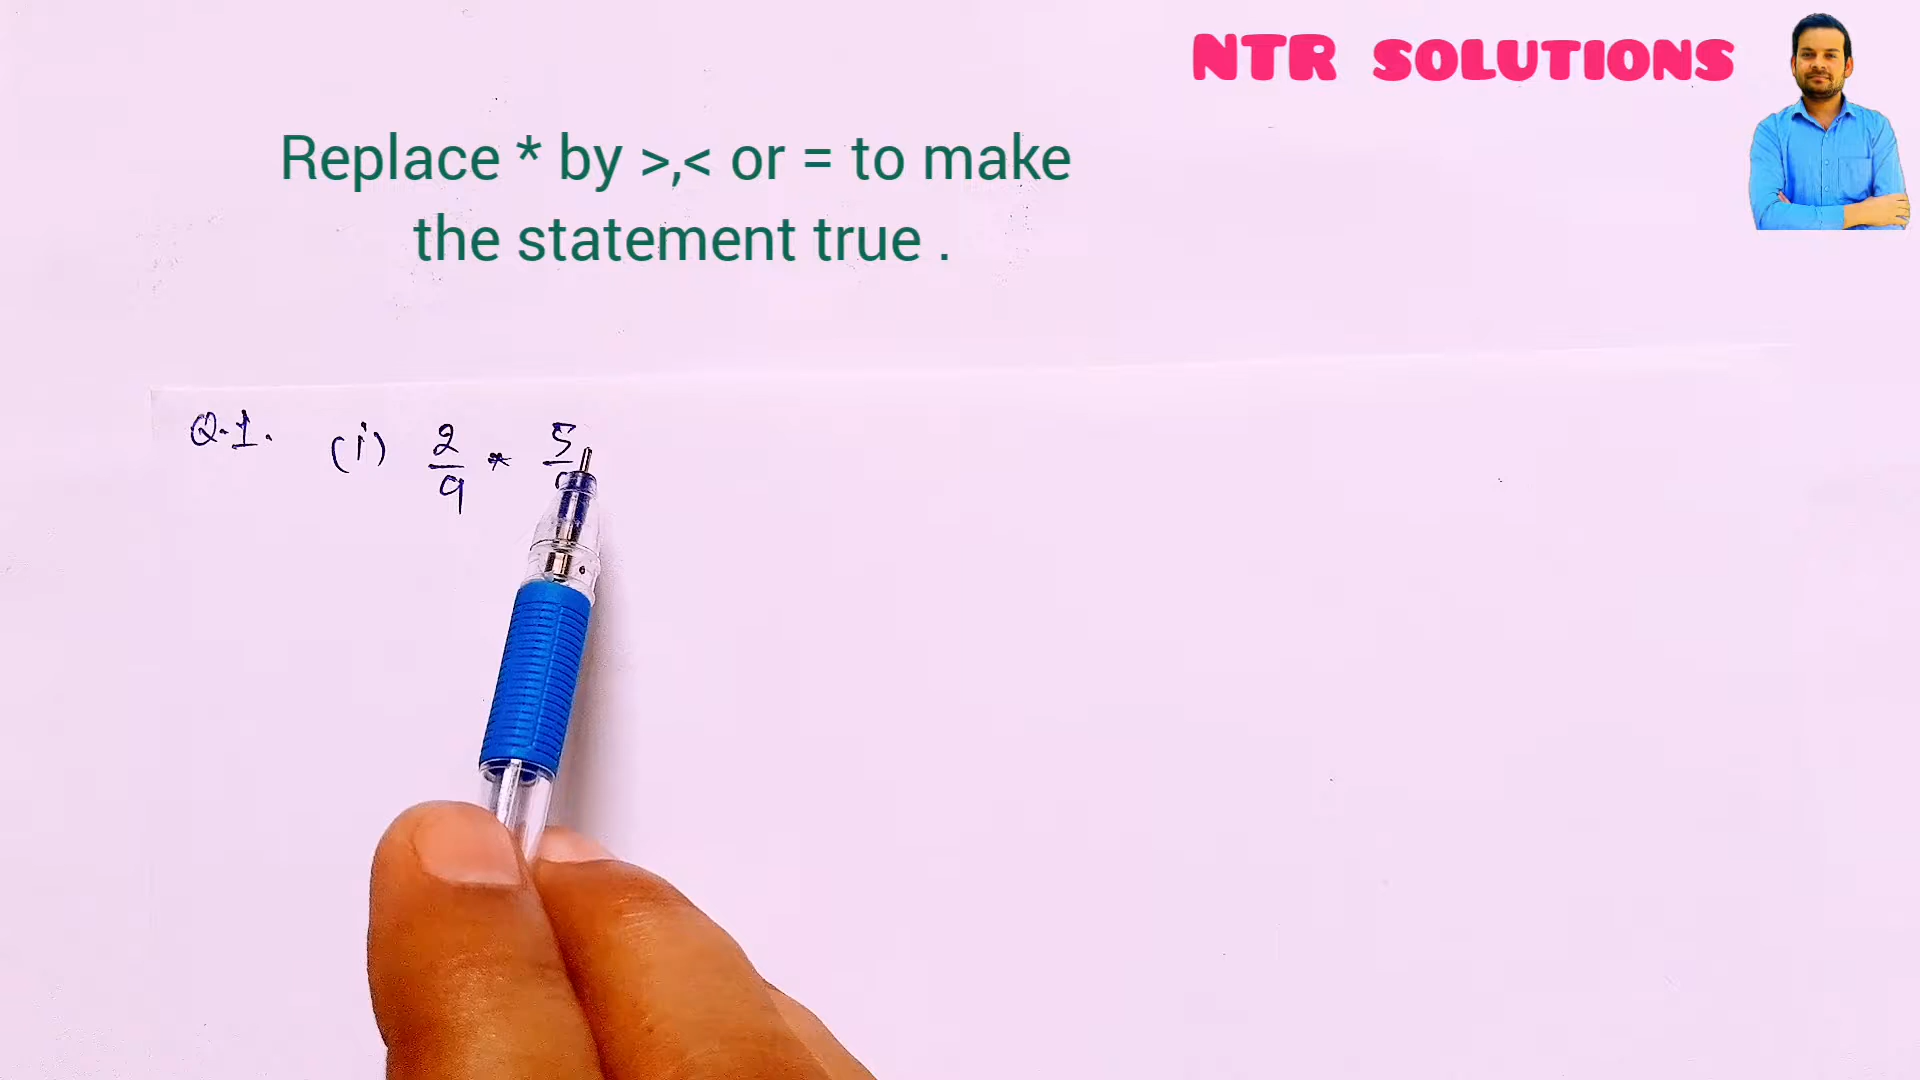 NTR SOLUTIONS
Replace * by >,< or = to make
the statement true .
Q.1. (i) 2/9 * 5/